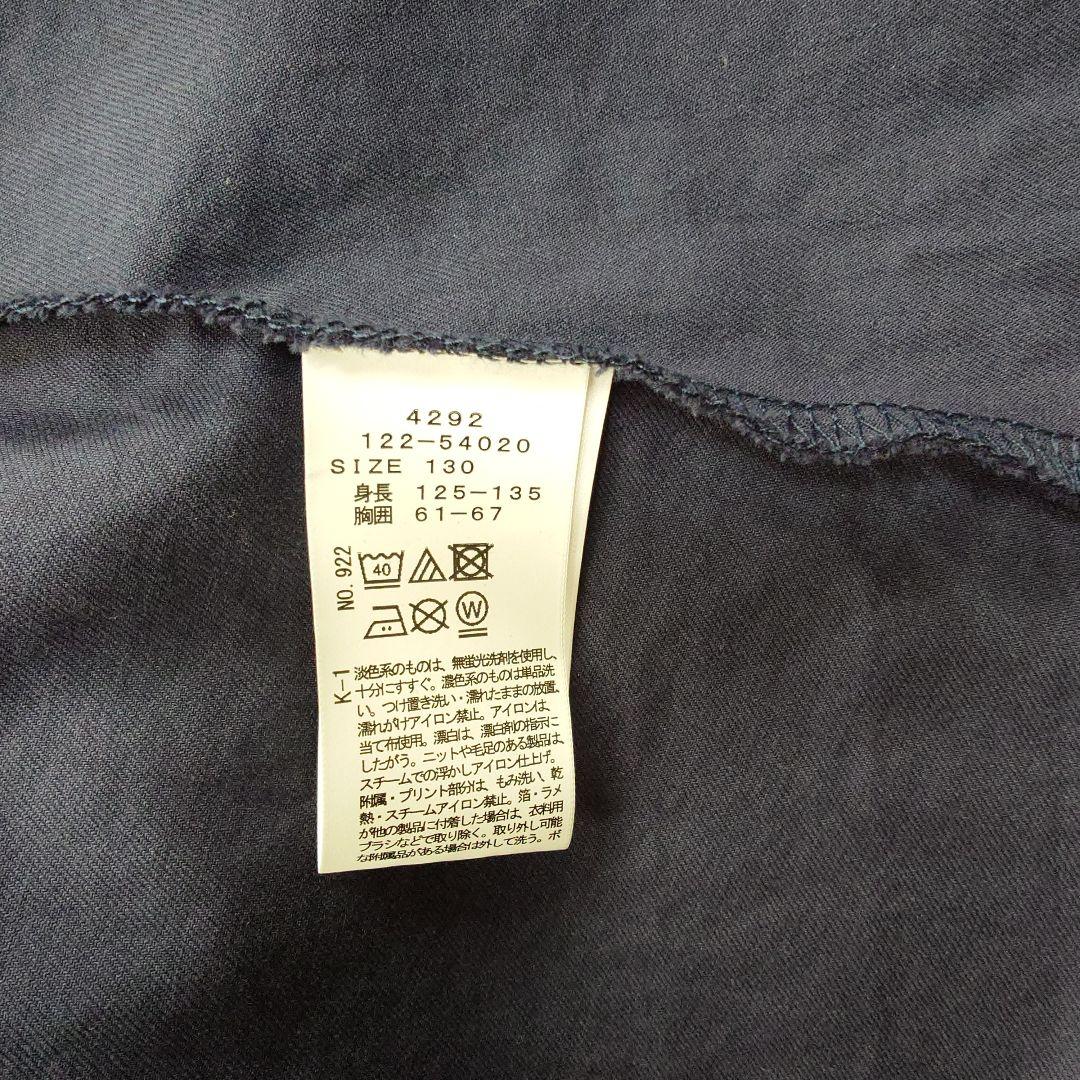 4292
122-54020
SIZE 130
身長 125-135
胸囲 61-67
NO.922
40
W
K-1
淡色系のものは、無蛍光洗剤を使用し、
十分にすすぐ。濃色系のものは単品洗
い。つけ置き洗い・濡れたままの放置、
濡れがけアイロン禁止。アイロンは、
当て布使用。漂白は、漂白剤の指示に
したがう。ニットや毛足のある製品は、
スチームでの浮かしアイロン仕上げ。
附属・プリント部分は、もみ洗い、乾
熱・スチームアイロン禁止。箔・ラメ
が他の製品に付着した場合は、衣料用
ブラシなどで取り除く。取り外し可能
な附属品がある場合は外して洗う。ボ